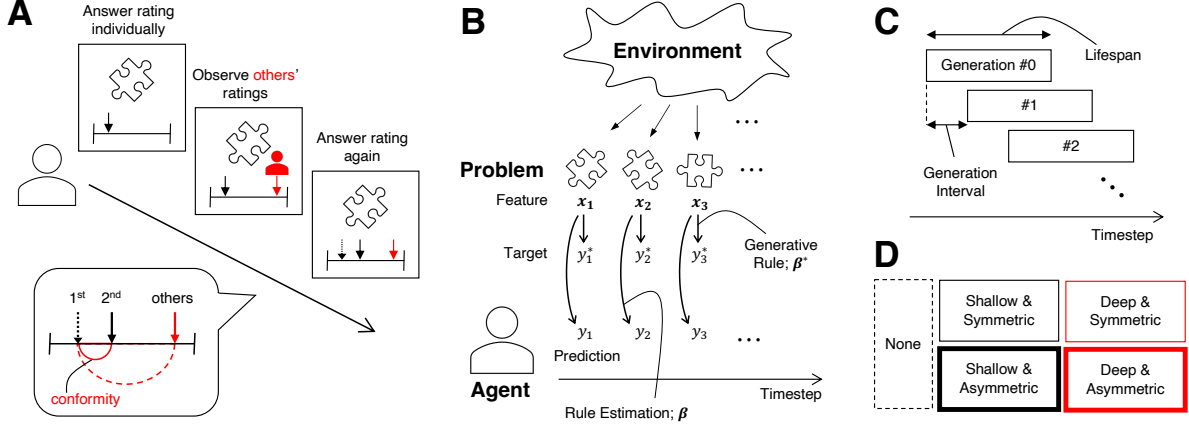 A
Answer rating
individually
Observe others'
ratings
Answer rating
again
1st 2nd others
conformity
B
Environment
...
Problem
...
Feature
x1 x2 x3
Target
y1* y2* y3*
Generative
Rule; β*
y1 y2 y3 ...
Prediction
Agent
Timestep
Rule Estimation; β
C
Lifespan
Generation #0
#1
#2
Generation
Interval
Timestep
D
None
Shallow &
Symmetric
Deep &
Symmetric
Shallow &
Asymmetric
Deep &
Asymmetric